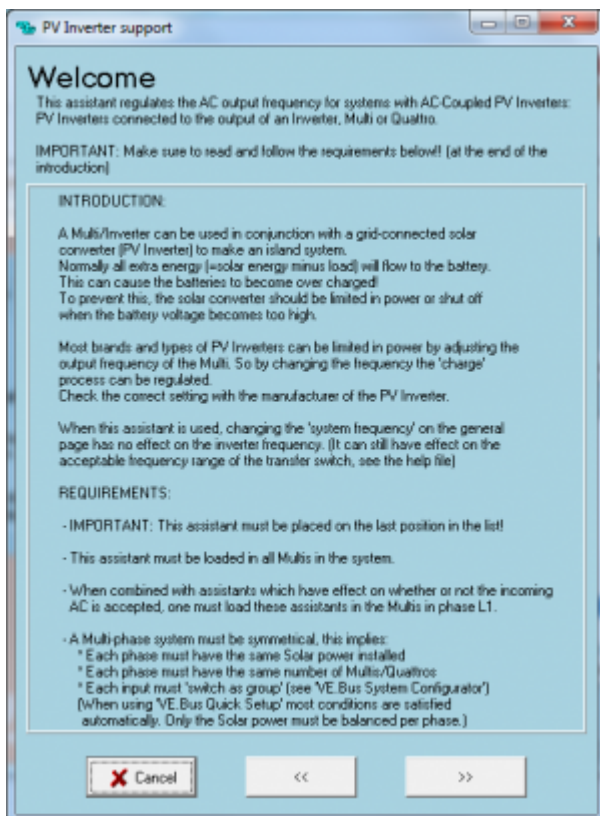 PV Inverter support
Welcome
This assistant regulates the AC output frequency for systems with AC-Coupled PV Inverters:
PV Inverters connected to the output of an Inverter, Multi or Quattro.
IMPORTANT: Make sure to read and follow the requirements below!! (at the end of the
introduction)
INTRODUCTION:
A Multi/Inverter can be used in conjunction with a grid-connected solar
converter (PV Inverter) to make an island system.
Normally all extra energy (=solar energy minus load) will flow to the battery.
This can cause the batteries to become over charged!
To prevent this, the solar converter should be limited in power or shut off
when the battery voltage becomes too high.
Most brands and types of PV Inverters can be limited in power by adjusting the
output frequency of the Multi. So by changing the frequency the 'charge'
process can be regulated.
Check the correct setting with the manufacturer of the PV Inverter.
When this assistant is used, changing the 'system frequency' on the general
page has no effect on the inverter frequency. (It can still have effect on the
acceptable frequency range of the transfer switch, see the help file)
REQUIREMENTS:
- IMPORTANT: This assistant must be placed on the last position in the list!
- This assistant must be loaded in all Multis in the system.
- When combined with assistants which have effect on whether or not the incoming
AC is accepted, one must load these assistants in the Multis in phase L1.
- A Multi-phase system must be symmetrical, this implies:
* Each phase must have the same Solar power installed
* Each phase must have the same number of Multis/Quattros
* Each input must 'switch as group' (see 'VE.Bus System Configurator')
(When using 'VE.Bus Quick Setup' most conditions are satisfied
automatically. Only the Solar power must be balanced per phase.)
Cancel
<<
>>